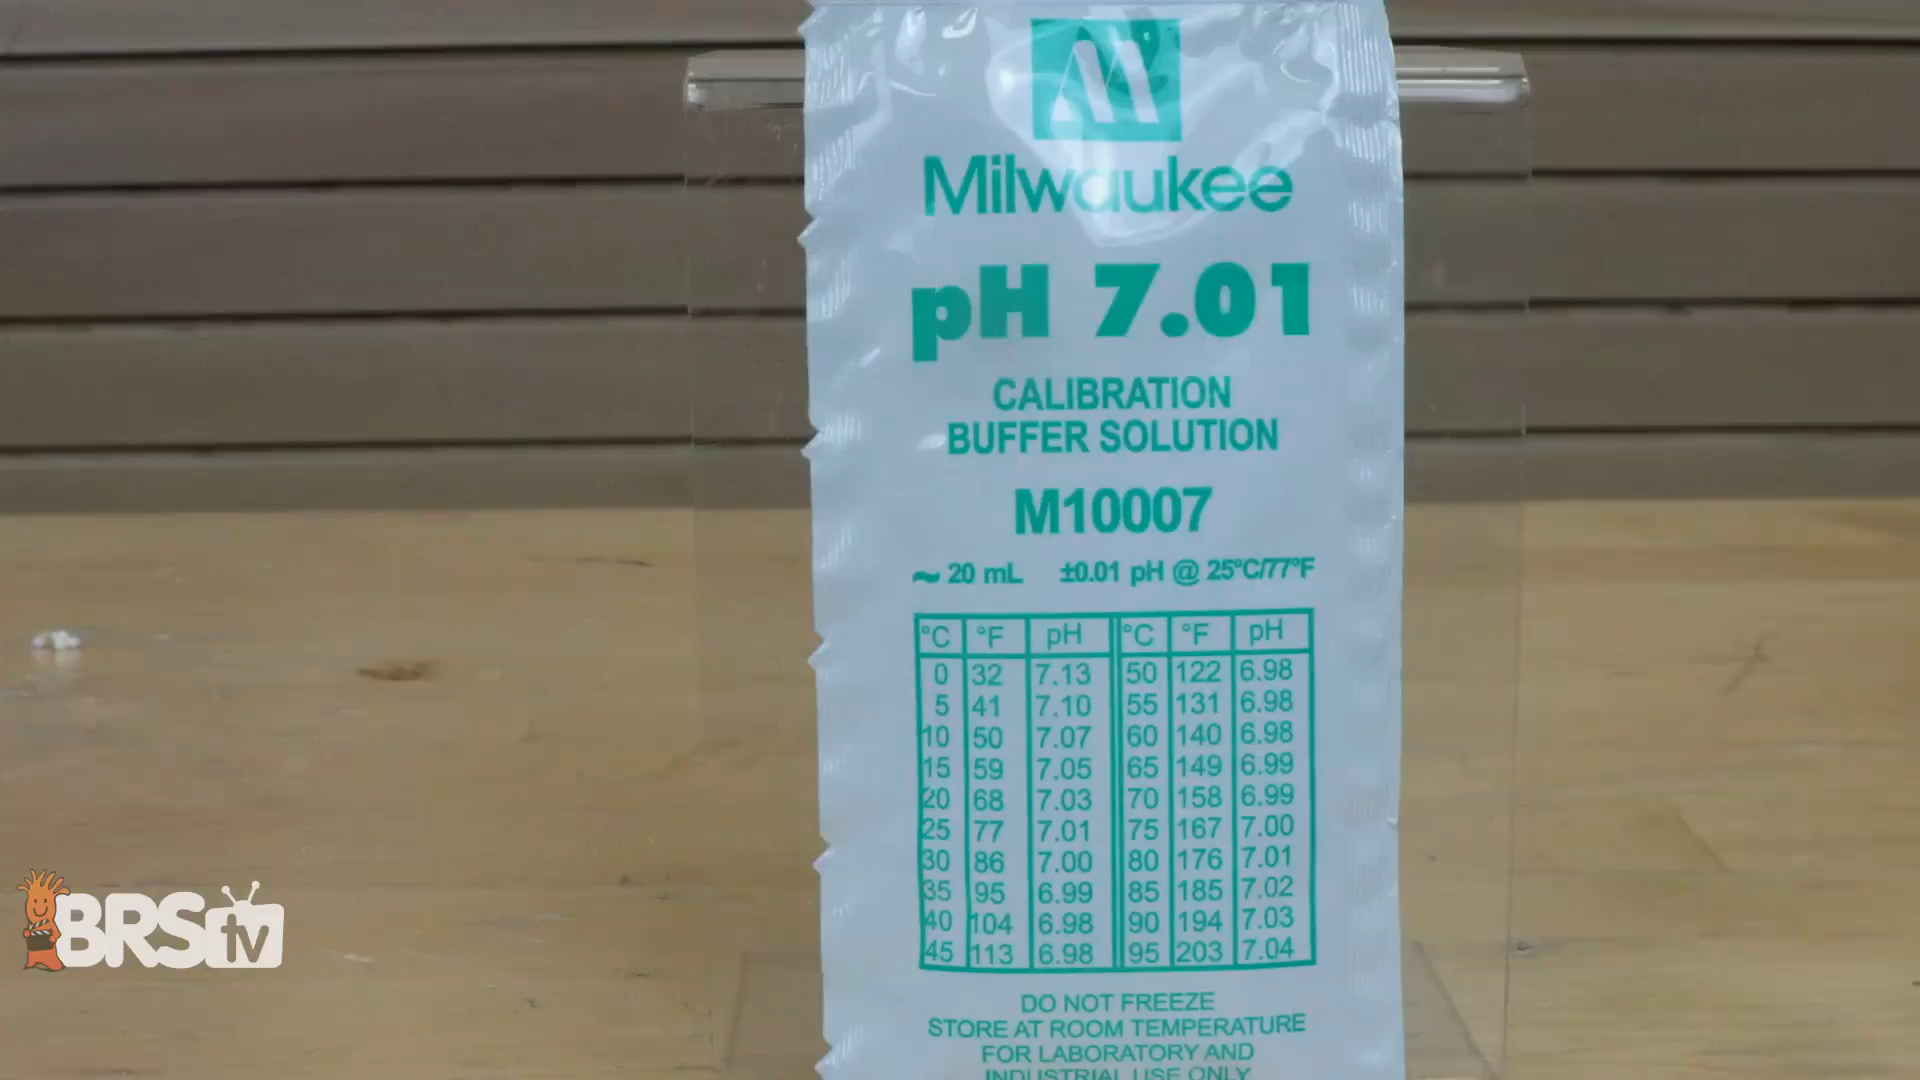 Milwaukee
pH 7.01
CALIBRATION
BUFFER SOLUTION
M10007
~ 20 mL ±0.01 pH @ 25°C/77°F
°C °F pH °C °F pH
0 32 7.13 50 122 6.98
5 41 7.10 55 131 6.98
10 50 7.07 60 140 6.98
15 59 7.05 65 149 6.99
20 68 7.03 70 158 6.99
25 77 7.01 75 167 7.00
30 86 7.00 80 176 7.01
35 95 6.99 85 185 7.02
40 104 6.98 90 194 7.03
45 113 6.98 95 203 7.04
DO NOT FREEZE
STORE AT ROOM TEMPERATURE
FOR LABORATORY AND
INDUSTRIAL USE ONLY
BRStv